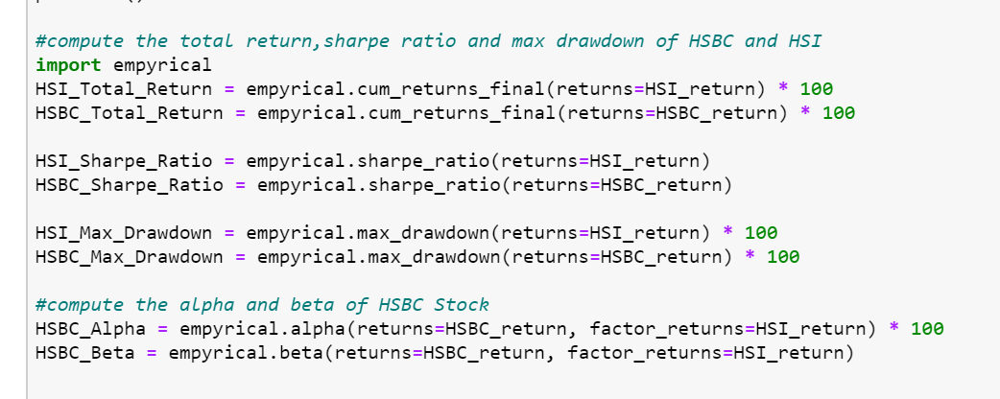 #compute the total return,sharpe ratio and max drawdown of HSBC and HSI
import empyrical
HSI_Total_Return = empyrical.cum_returns_final(returns=HSI_return) * 100
HSBC_Total_Return = empyrical.cum_returns_final(returns=HSBC_return) * 100
HSI_Sharpe_Ratio = empyrical.sharpe_ratio(returns=HSI_return)
HSBC_Sharpe_Ratio = empyrical.sharpe_ratio(returns=HSBC_return)
HSI_Max_Drawdown = empyrical.max_drawdown(returns=HSI_return) * 100
HSBC_Max_Drawdown = empyrical.max_drawdown(returns=HSBC_return) * 100
#compute the alpha and beta of HSBC Stock
HSBC_Alpha = empyrical.alpha(returns=HSBC_return, factor_returns=HSI_return) * 100
HSBC_Beta = empyrical.beta(returns=HSBC_return, factor_returns=HSI_return)